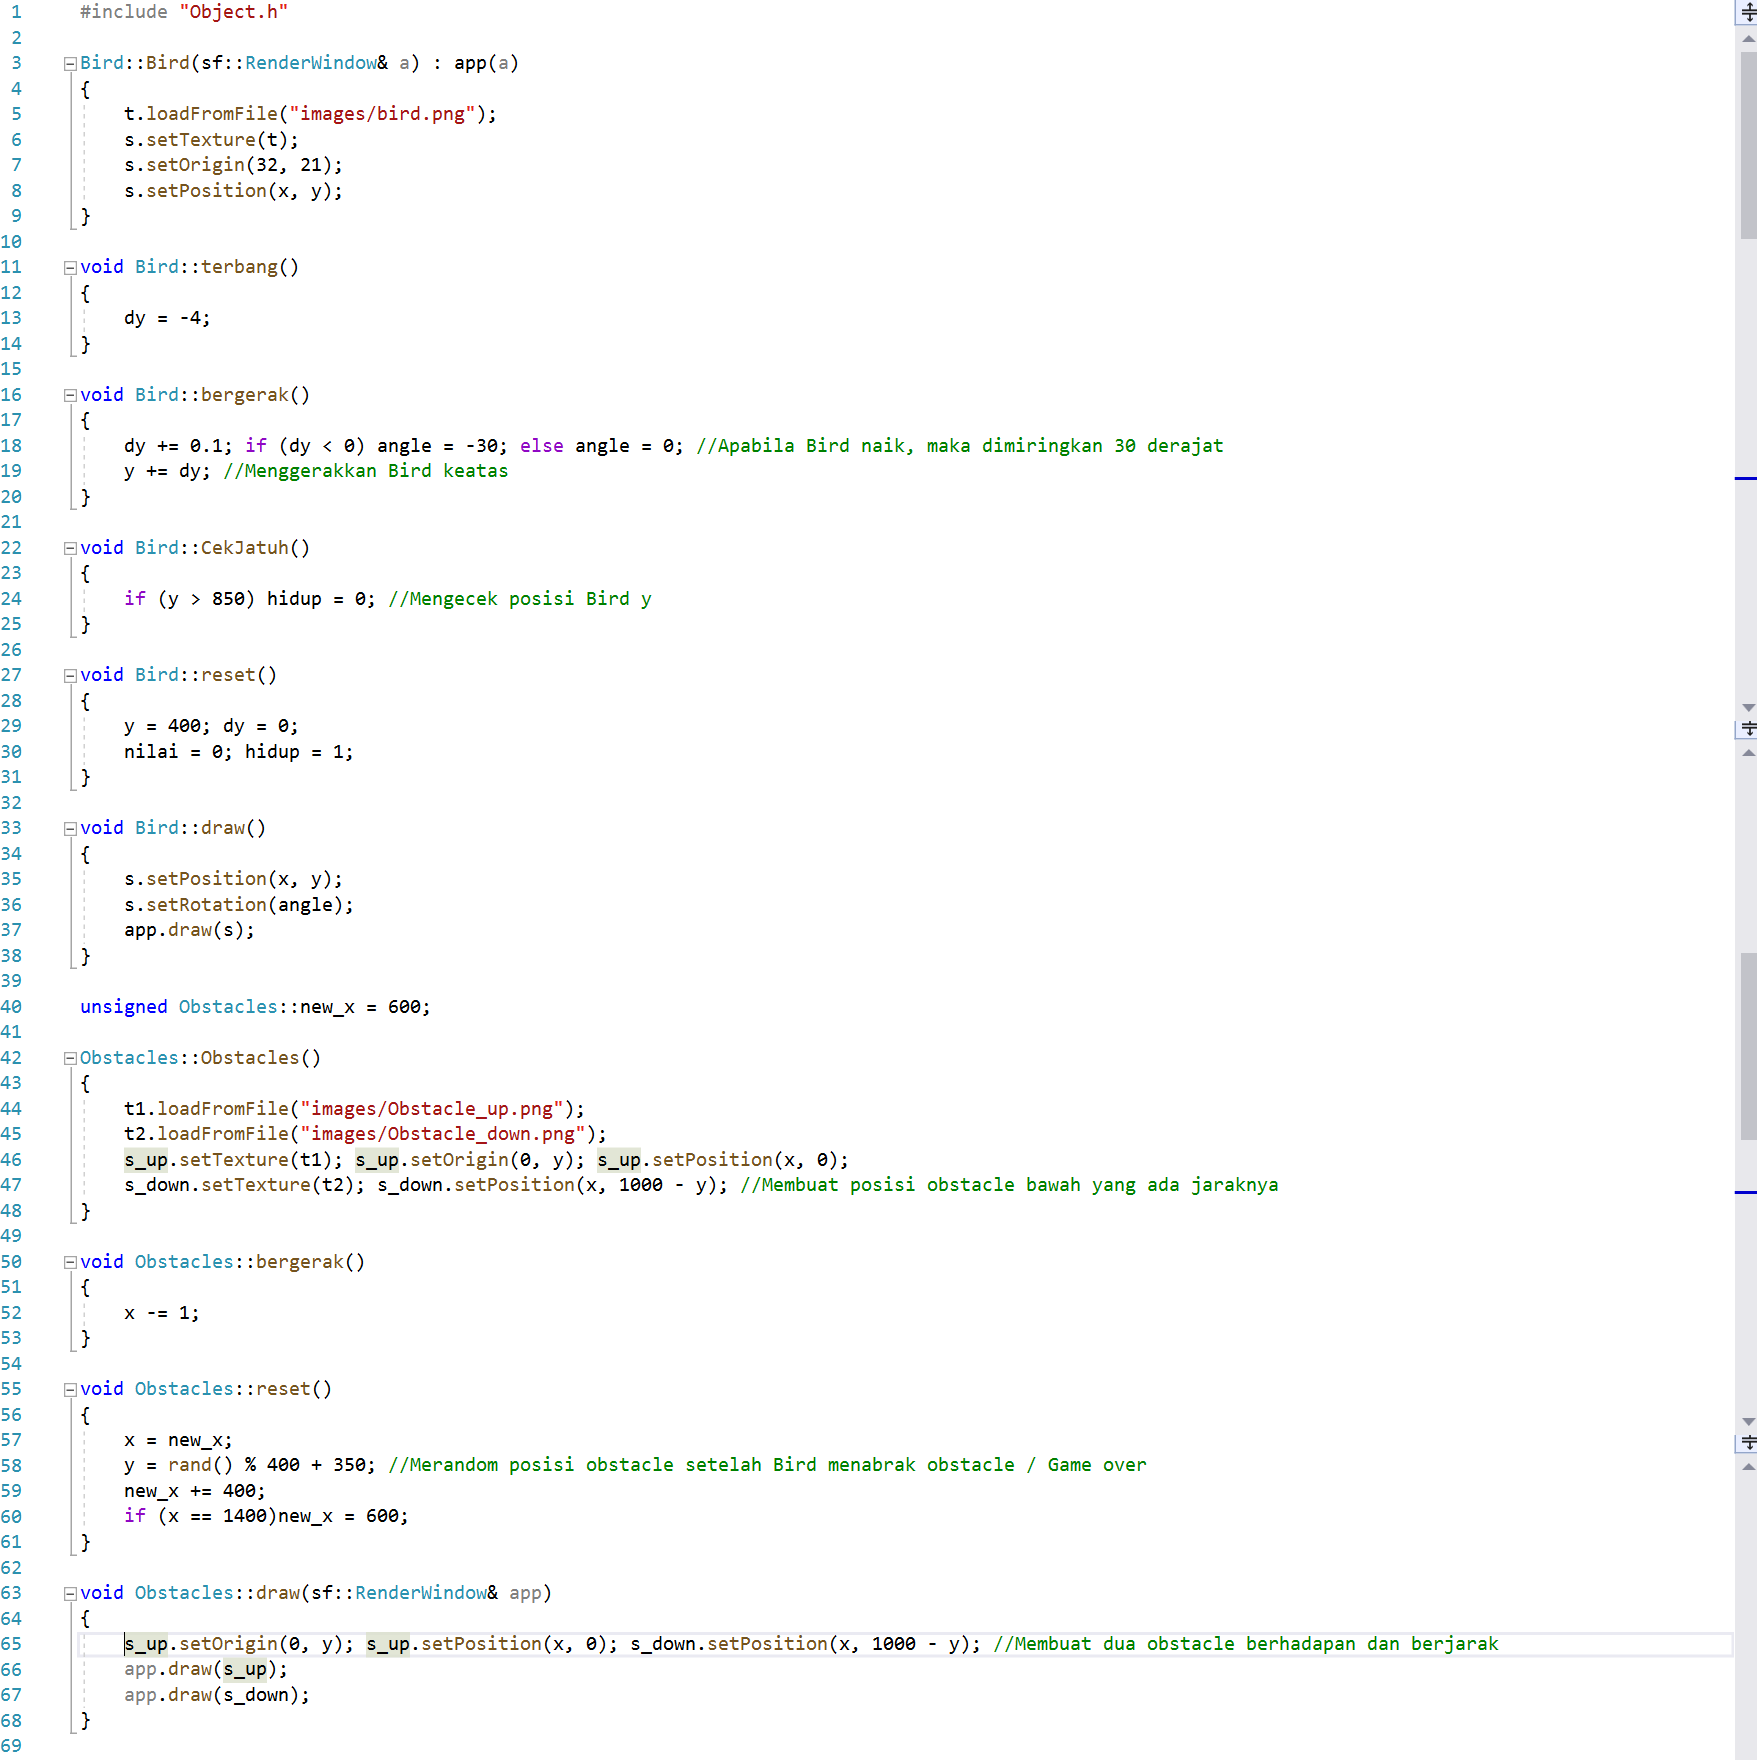 1 #include "Object.h"
2
3 Bird::Bird(sf::RenderWindow& a) : app(a)
4 {
5 t.loadFromFile("images/bird.png");
6 s.setTexture(t);
7 s.setOrigin(32, 21);
8 s.setPosition(x, y);
9 }
10
11 void Bird::terbang()
12 {
13 dy = -4;
14 }
15
16 void Bird::bergerak()
17 {
18 dy += 0.1; if (dy < 0) angle = -30; else angle = 0; //Apabila Bird naik, maka dimiringkan 30 derajat
19 y += dy; //Menggerakkan Bird keatas
20 }
21
22 void Bird::CekJatuh()
23 {
24 if (y > 850) hidup = 0; //Mengecek posisi Bird y
25 }
26
27 void Bird::reset()
28 {
29 y = 400; dy = 0;
30 nilai = 0; hidup = 1;
31 }
32
33 void Bird::draw()
34 {
35 s.setPosition(x, y);
36 s.setRotation(angle);
37 app.draw(s);
38 }
39
40 unsigned Obstacles::new_x = 600;
41
42 Obstacles::Obstacles()
43 {
44 t1.loadFromFile("images/Obstacle_up.png");
45 t2.loadFromFile("images/Obstacle_down.png");
46 s_up.setTexture(t1); s_up.setOrigin(0, y); s_up.setPosition(x, 0);
47 s_down.setTexture(t2); s_down.setPosition(x, 1000 - y); //Membuat posisi obstacle bawah yang ada jaraknya
48 }
49
50 void Obstacles::bergerak()
51 {
52 x -= 1;
53 }
54
55 void Obstacles::reset()
56 {
57 x = new_x;
58 y = rand() % 400 + 350; //Merandom posisi obstacle setelah Bird menabrak obstacle / Game over
59 new_x += 400;
60 if (x == 1400)new_x = 600;
61 }
62
63 void Obstacles::draw(sf::RenderWindow& app)
64 {
65 s_up.setOrigin(0, y); s_up.setPosition(x, 0); s_down.setPosition(x, 1000 - y); //Membuat dua obstacle berhadapan dan berjarak
66 app.draw(s_up);
67 app.draw(s_down);
68 }
69